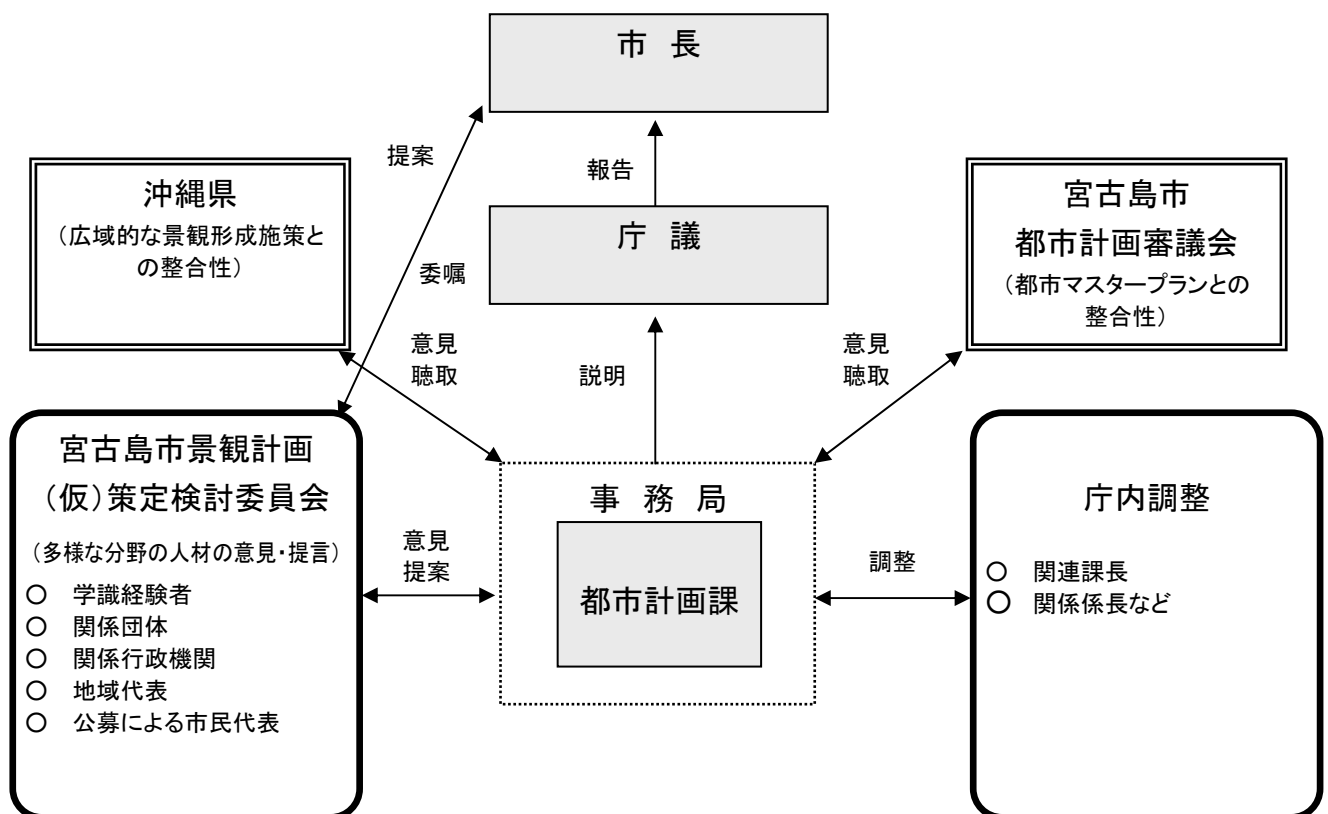 市 長
提案
報告
沖縄県
（広域的な景観形成施策と
の整合性）
庁 議
宮古島市
都市計画審議会
（都市マスタープランとの
整合性）
委嘱
意見
聴取
説明
意見
聴取
宮古島市景観計画
（仮）策定検討委員会
（多様な分野の人材の意見・提言）
○ 学識経験者
○ 関係団体
○ 関係行政機関
○ 地域代表
○ 公募による市民代表
意見
提案
事 務 局
都市計画課
調整
庁内調整
○ 関連課長
○ 関係係長など